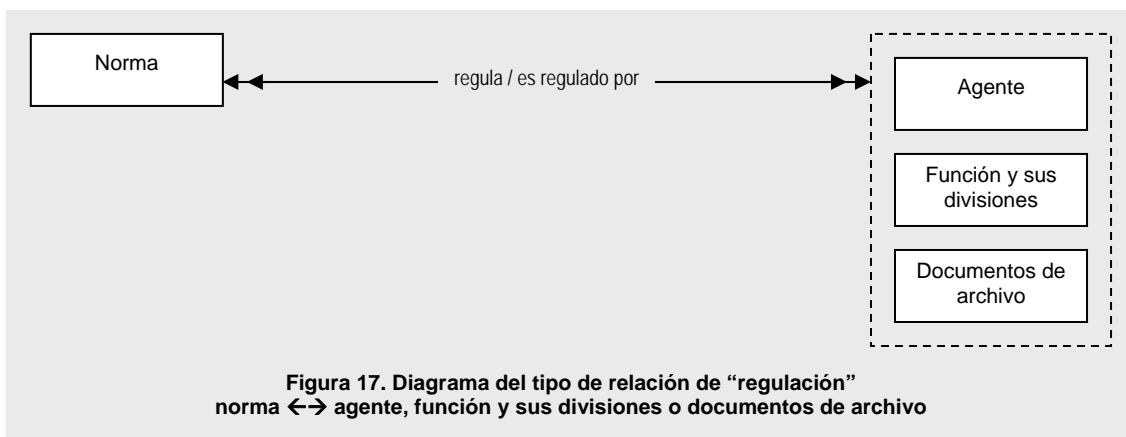 Norma
regula / es regulado por
Agente
Función y sus
divisiones
Documentos de
archivo
Figura 17. Diagrama del tipo de relación de “regulación”
norma ←→ agente, función y sus divisiones o documentos de archivo